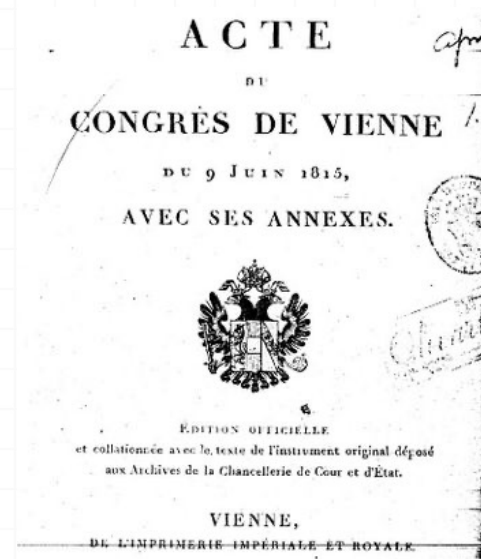 ACTE
DU
CONGRÈS DE VIENNE
DU 9 JUIN 1815,
AVEC SES ANNEXES.
ÉDITION OFFICIELLE
et collationnée avec le texte de l'instrument original déposé
aux Archives de la Chancellerie de Cour et d'État.
VIENNE,
DE L'IMPRIMERIE IMPÉRIALE ET ROYALE